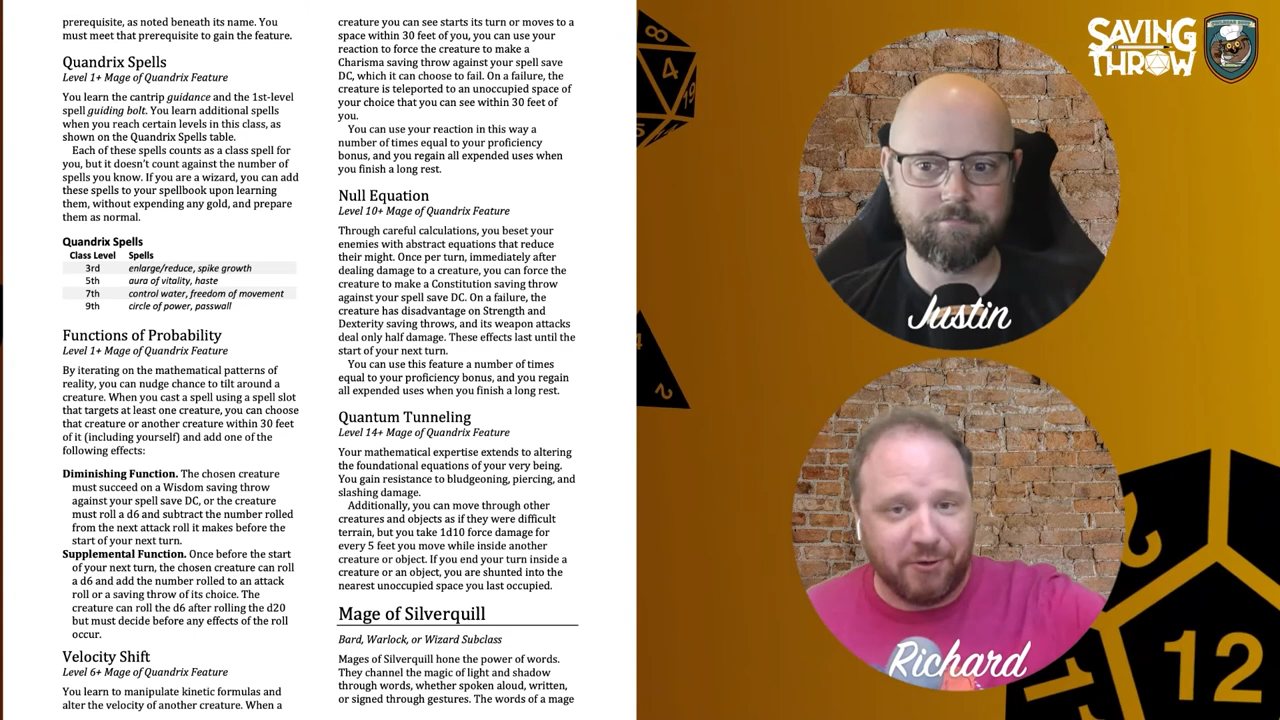 prerequisite, as noted beneath its name. You
must meet that prerequisite to gain the feature.
Quandrix Spells
Level 1+ Mage of Quandrix Feature
You learn the cantrip guidance and the 1st-level
spell guiding bolt. You learn additional spells
when you reach certain levels in this class, as
shown on the Quandrix Spells table.
Each of these spells counts as a class spell for
you, but it doesn't count against the number of
spells you know. If you are a wizard, you can add
these spells to your spellbook upon learning
them, without expending any gold, and prepare
them as normal.
Quandrix Spells
Class Level Spells
3rd enlarge/reduce, spike growth
5th aura of vitality, haste
7th control water, freedom of movement
9th circle of power, passwall
Functions of Probability
Level 1+ Mage of Quandrix Feature
By iterating on the mathematical patterns of
reality, you can nudge chance to tilt around a
creature. When you cast a spell using a spell slot
that targets at least one creature, you can choose
that creature or another creature within 30 feet
of it (including yourself) and add one of the
following effects:
Diminishing Function. The chosen creature
must succeed on a Wisdom saving throw
against your spell save DC, or the creature
must roll a d6 and subtract the number rolled
from the next attack roll it makes before the
start of your next turn.
Supplemental Function. Once before the start
of your next turn, the chosen creature can roll
a d6 and add the number rolled to an attack
roll or a saving throw of its choice. The
creature can roll the d6 after rolling the d20
but must decide before any effects of the roll
occur.
Velocity Shift
Level 6+ Mage of Quandrix Feature
You learn to manipulate kinetic formulas and
alter the velocity of another creature. When a
creature you can see starts its turn or moves to a
space within 30 feet of you, you can use your
reaction to force the creature to make a
Charisma saving throw against your spell save
DC, which it can choose to fail. On a failure, the
creature is teleported to an unoccupied space of
your choice that you can see within 30 feet of
you.
You can use your reaction in this way a
number of times equal to your proficiency
bonus, and you regain all expended uses when
you finish a long rest.
Null Equation
Level 10+ Mage of Quandrix Feature
Through careful calculations, you beset your
enemies with abstract equations that reduce
their might. Once per turn, immediately after
dealing damage to a creature, you can force the
creature to make a Constitution saving throw
against your spell save DC. On a failure, the
creature has disadvantage on Strength and
Dexterity saving throws, and its weapon attacks
deal only half damage. These effects last until the
start of your next turn.
You can use this feature a number of times
equal to your proficiency bonus, and you regain
all expended uses when you finish a long rest.
Quantum Tunneling
Level 14+ Mage of Quandrix Feature
Your mathematical expertise extends to altering
the foundational equations of your very being.
You gain resistance to bludgeoning, piercing, and
slashing damage.
Additionally, you can move through other
creatures and objects as if they were difficult
terrain, but you take 1d10 force damage for
every 5 feet you move while inside another
creature or object. If you end your turn inside a
creature or an object, you are shunted into the
nearest unoccupied space you last occupied.
Mage of Silverquill
Bard, Warlock, or Wizard Subclass
Mages of Silverquill hone the power of words.
They channel the magic of light and shadow
through words, whether spoken aloud, written,
or signed through gestures. The words of a mage
8
4
19
2
SAVING
THROW
Justin
Richard
2
12